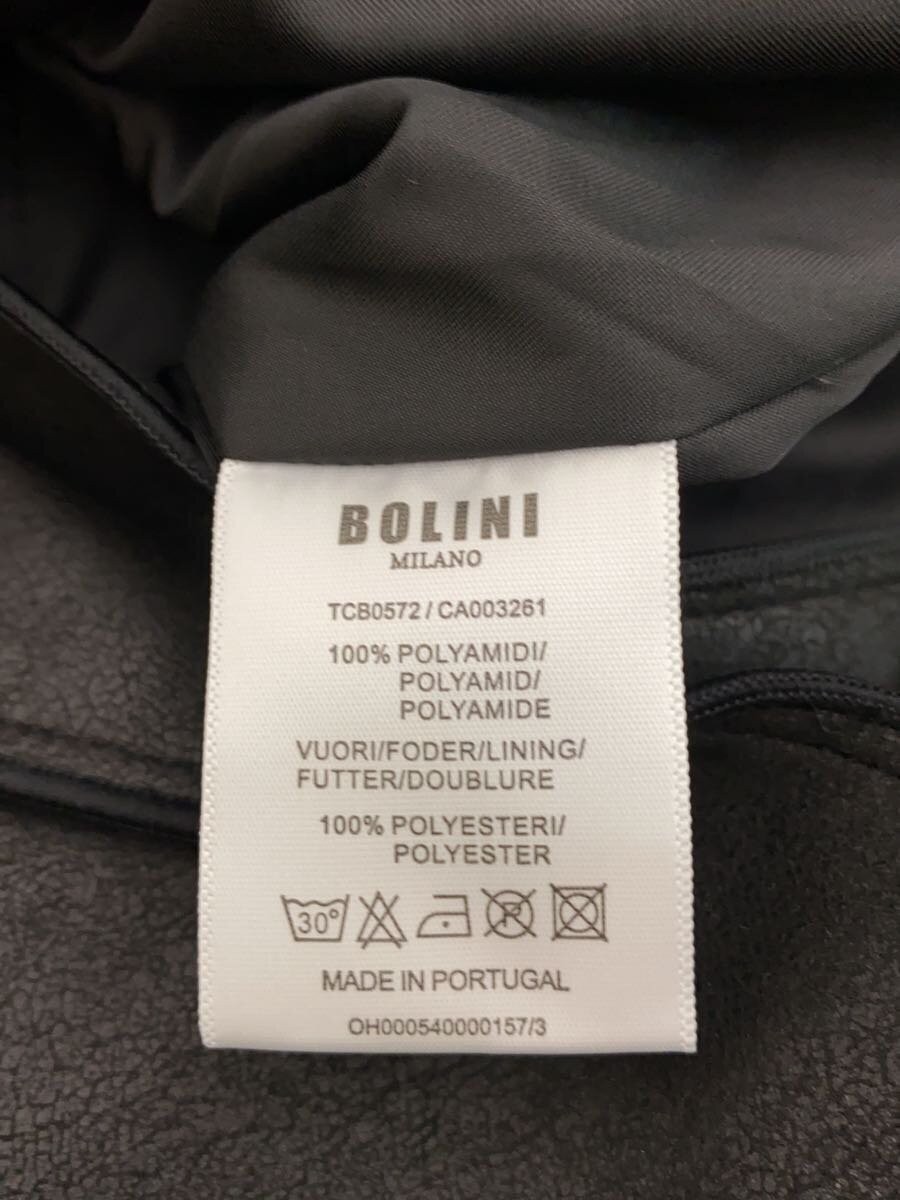 BOLINI
MILANO
TCB0572 / CA003261
100% POLYAMIDI/
POLYAMID/
POLYAMIDE
VUORI/FODER/LINING/
FUTTER/DOUBLURE
100% POLYESTERI/
POLYESTER
30°
P
MADE IN PORTUGAL
OH000540000157/3